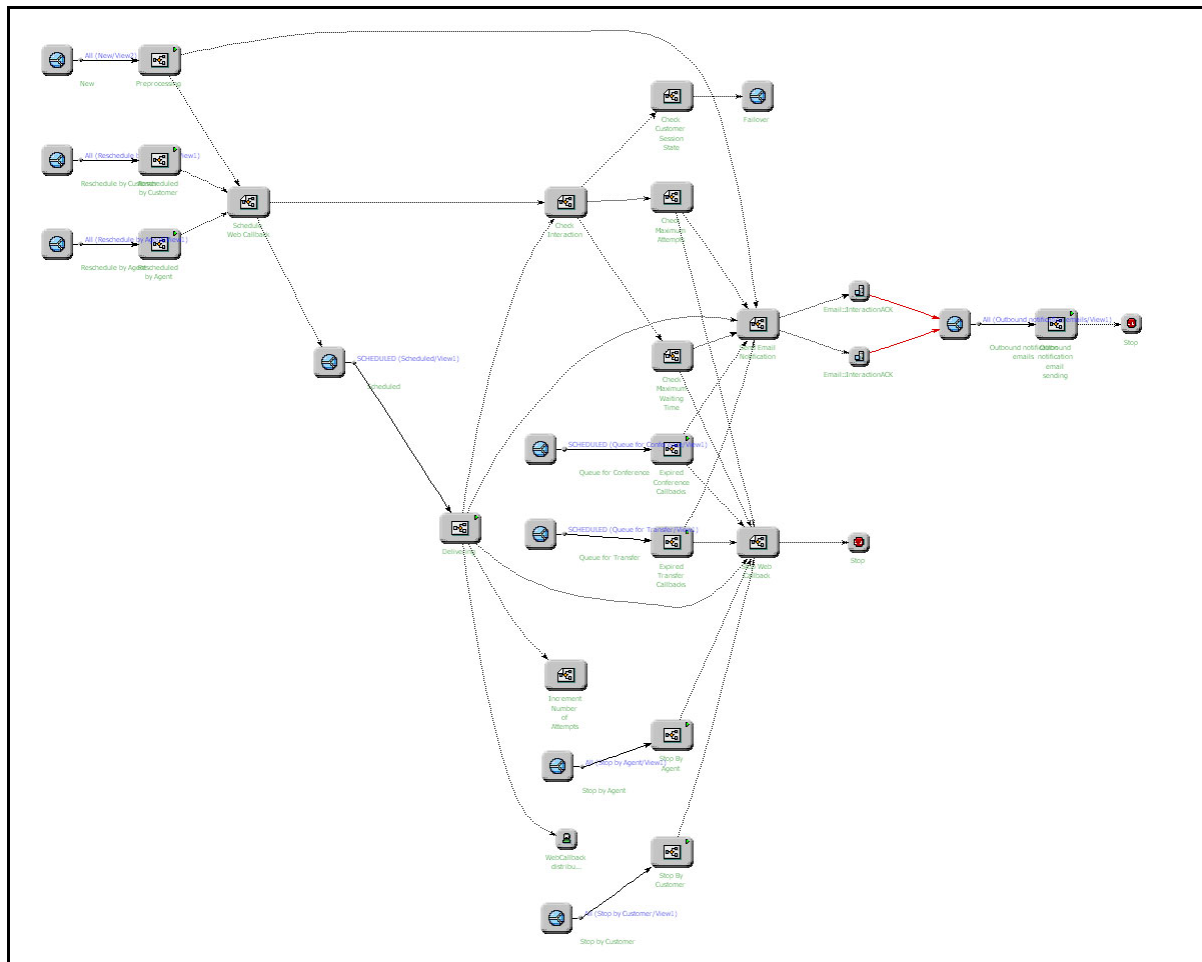 All (New/View1)
New
Preprocessing
Check
Customer
Session
State
Failover
All (Reschedule by
View1)
Reschedule by Customer
Rescheduled
by Customer
Schedule
Web Callback
Check
Interaction
Check
Maximum
Attempts
All (Reschedule by Agent/View1)
Reschedule by Agent
Rescheduled
by Agent
Email::InteractionACK
Email Notification
All (Outbound notification emails/View1)
Outbound notification
emails
Outbound
notification
email
sending
Stop
Email::InteractionACK
SCHEDULED (Scheduled/View1)
Scheduled
Check
Maximum
Waiting
Time
SCHEDULED (Queue for Conference/View1)
Queue for Conference
Expired
Conference
Callbacks
SCHEDULED (Queue for Transfer/View1)
Queue for Transfer
Expired
Transfer
Callbacks
Web
Callback
Stop
Increment
Number
of
Attempts
Stop By
Agent
All (Stop by Agent/View1)
Stop by Agent
WebCallback
distribu...
Stop By
Customer
All (Stop by Customer/View1)
Stop by Customer